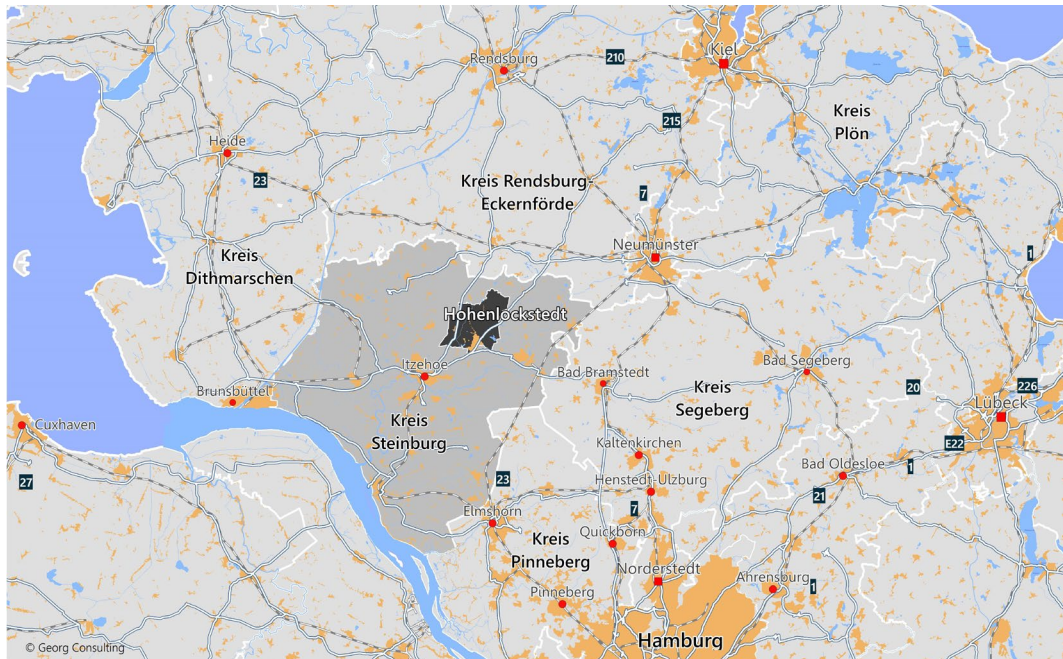 Kiel
Rendsburg
210
Kreis
Plön
215
Heide
23
Kreis Rendsburg-
Eckernförde
7
Neumünster
Kreis
Dithmarschen
1
Hohenlockstedt
Itzehoe
Bad Bramstedt
Bad Segeberg
Brunsbüttel
Kreis
Segeberg
20
226
Lübeck
Cuxhaven
Kreis
Steinburg
Kaltenkirchen
E22
Bad Oldesloe
1
27
23
Henstedt-Ulzburg
21
Elmshorn
7
Kreis
Pinneberg
Quickborn
Norderstedt
Ahrensburg
1
Pinneberg
Hamburg
© Georg Consulting